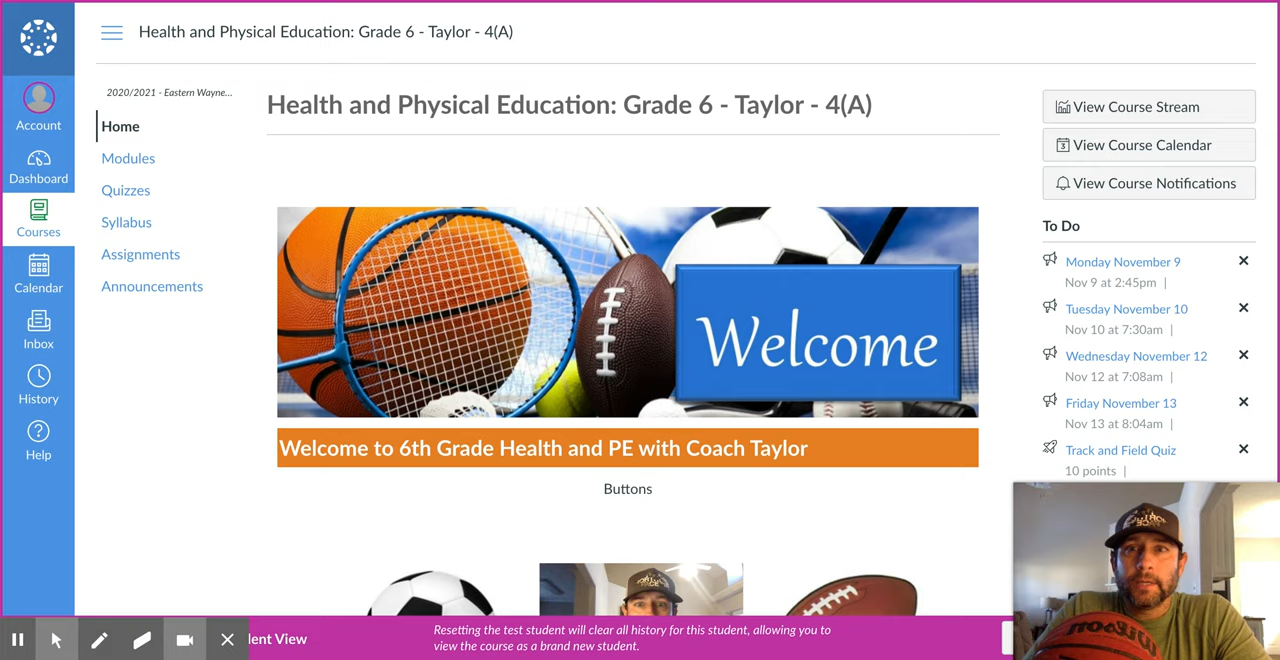 Health and Physical Education: Grade 6 - Taylor - 4(A)
Account
Dashboard
Courses
Calendar
Inbox
History
Help
2020/2021 - Eastern Wayne...
Home
Modules
Quizzes
Syllabus
Assignments
Announcements
Health and Physical Education: Grade 6 - Taylor - 4(A)
Welcome
Welcome to 6th Grade Health and PE with Coach Taylor
Buttons
View Course Stream
View Course Calendar
View Course Notifications
To Do
Monday November 9
Nov 9 at 2:45pm |
Tuesday November 10
Nov 10 at 7:30am |
Wednesday November 12
Nov 12 at 7:08am |
Friday November 13
Nov 13 at 8:04am |
Track and Field Quiz
10 points |
lent View
Resetting the test student will clear all history for this student, allowing you to
view the course as a brand new student.